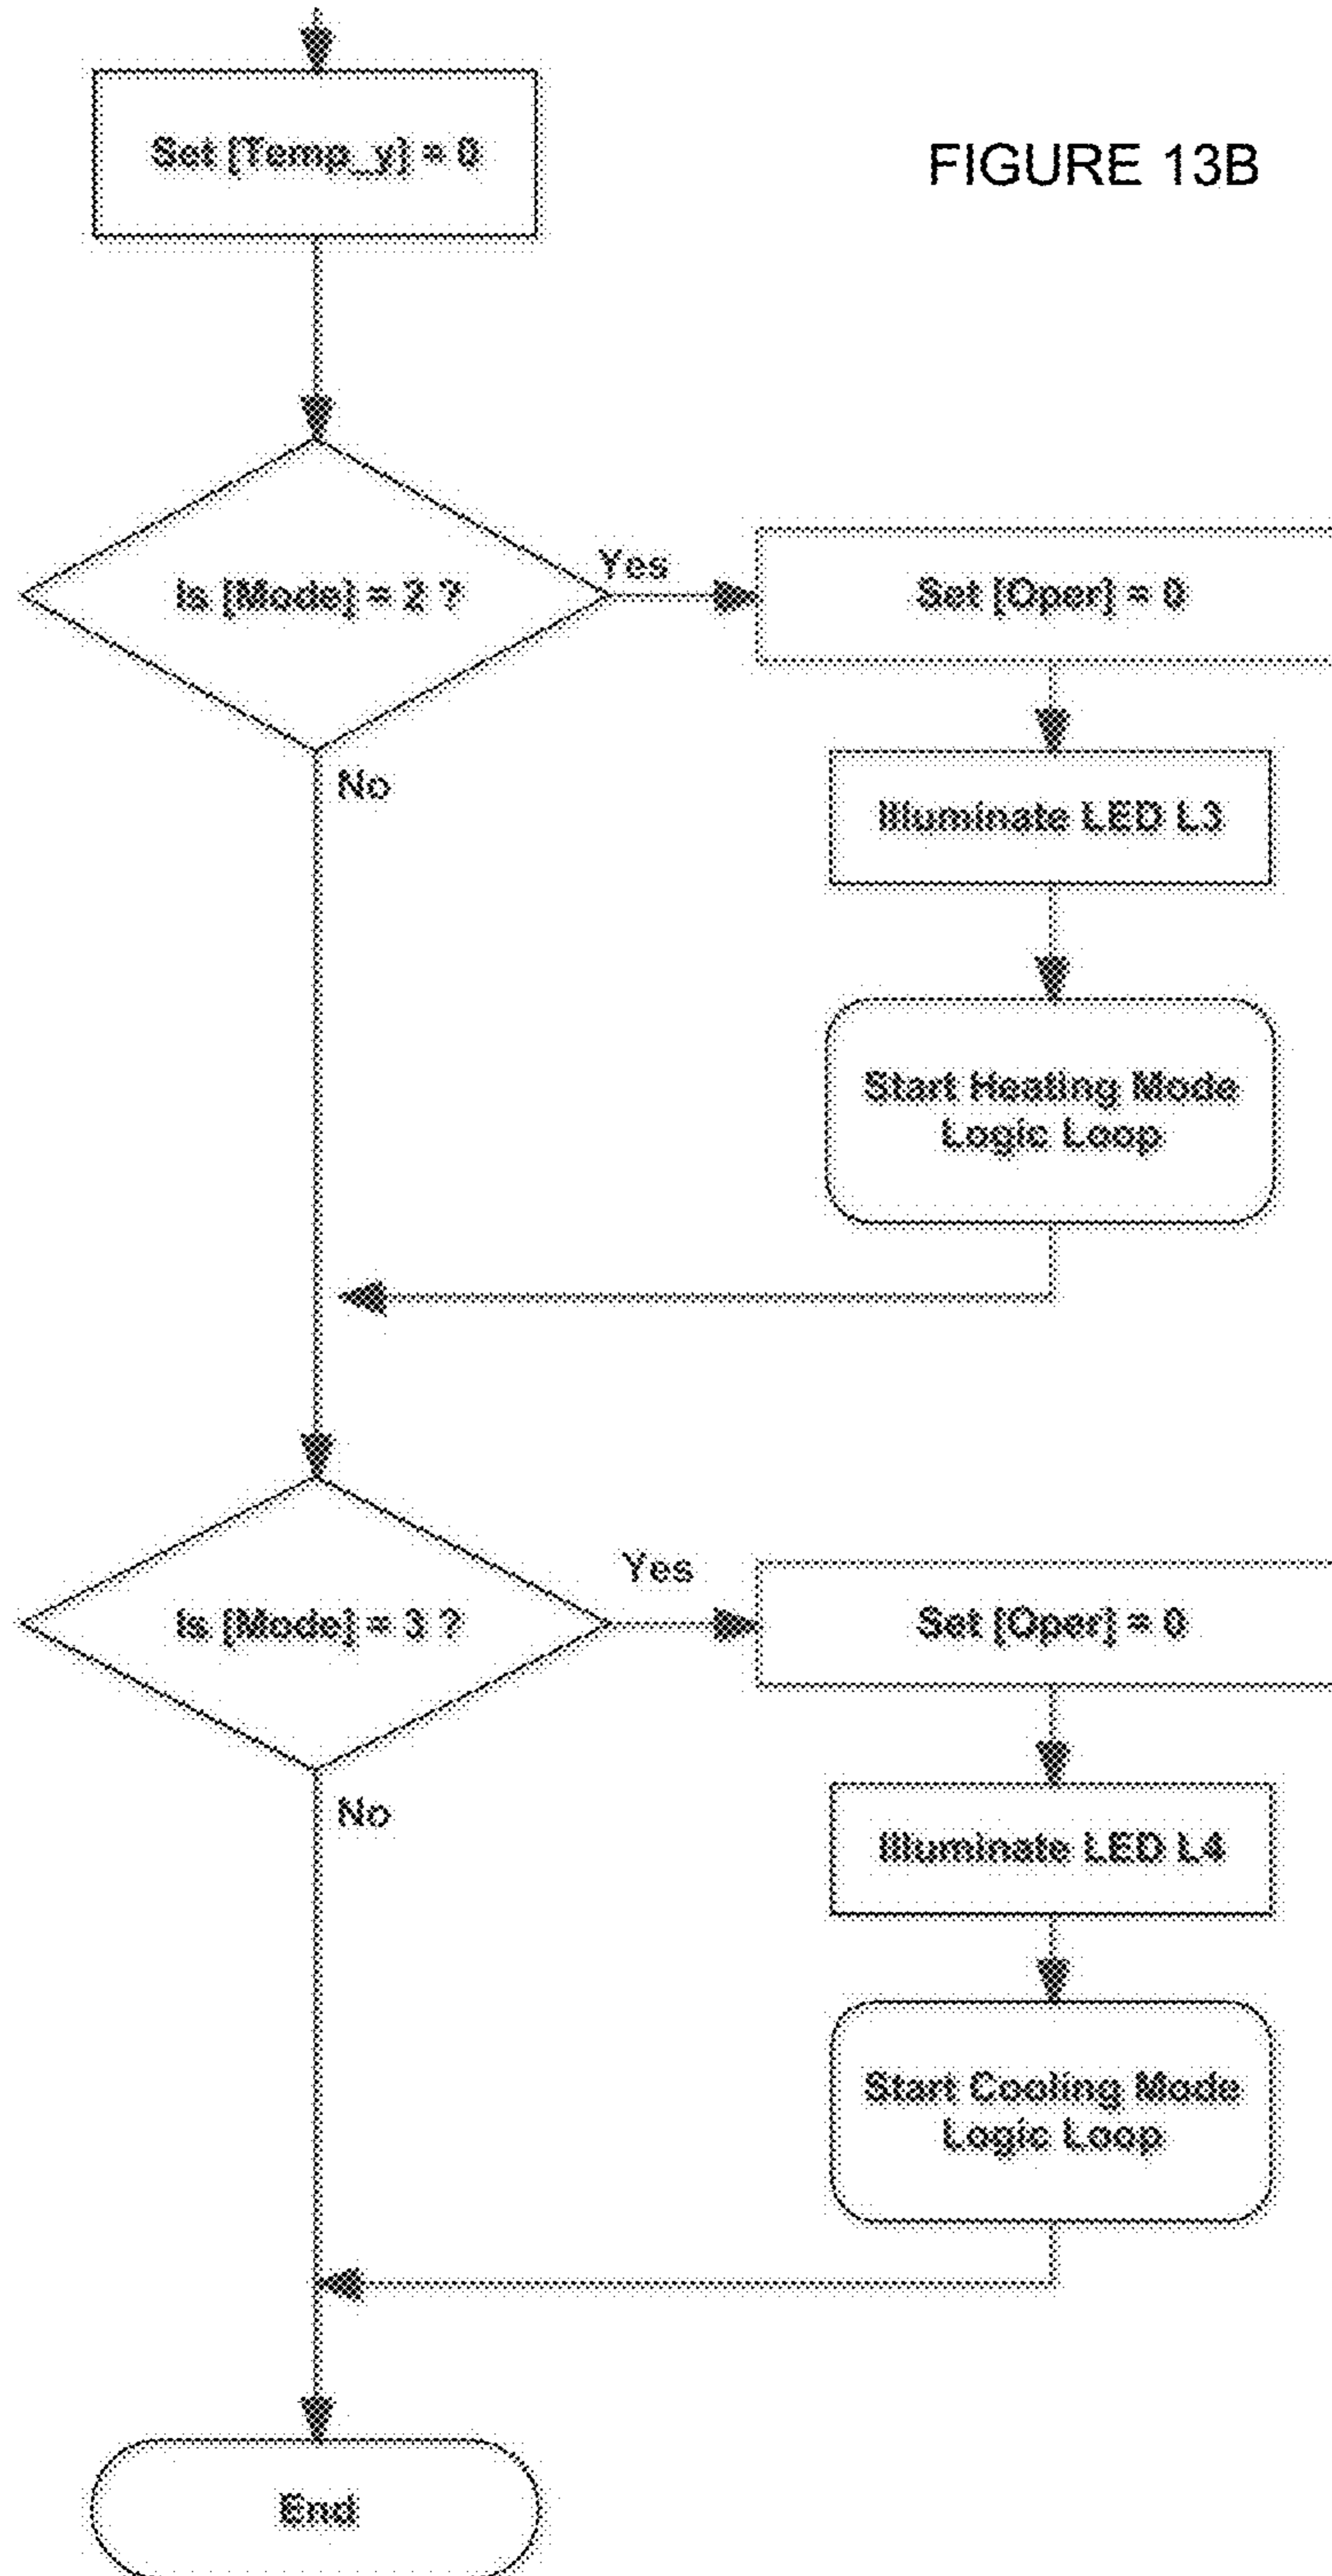 FIGURE 13B
Set [Temp_y] = 0
Is [Mode] = 2 ?
Yes
Set [Oper] = 0
No
Illuminate LED L3
Start Heating Mode
Logic Loop
Is [Mode] = 3 ?
Yes
Set [Oper] = 0
No
Illuminate LED L4
Start Cooling Mode
Logic Loop
End